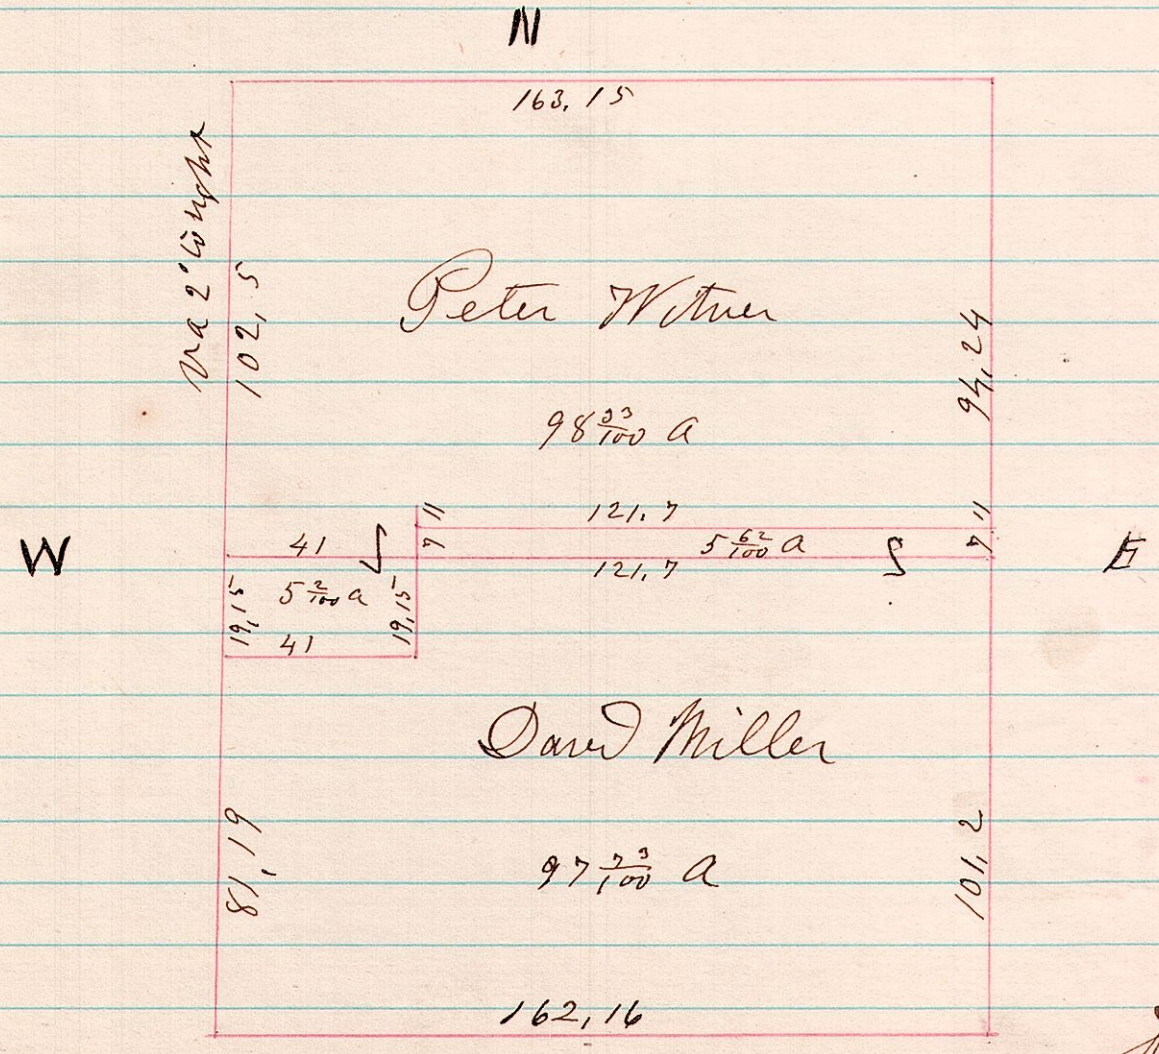 N
163, 15
102, 5
Peter Witner
94, 24
98 33/100 a
W
E
41
7 11
121, 7
5 62/100 a
7 11
121, 7
19, 15
5 2/100 a
19, 15
41
David Miller
81, 19
97 73/100 a
101, 2
162, 16